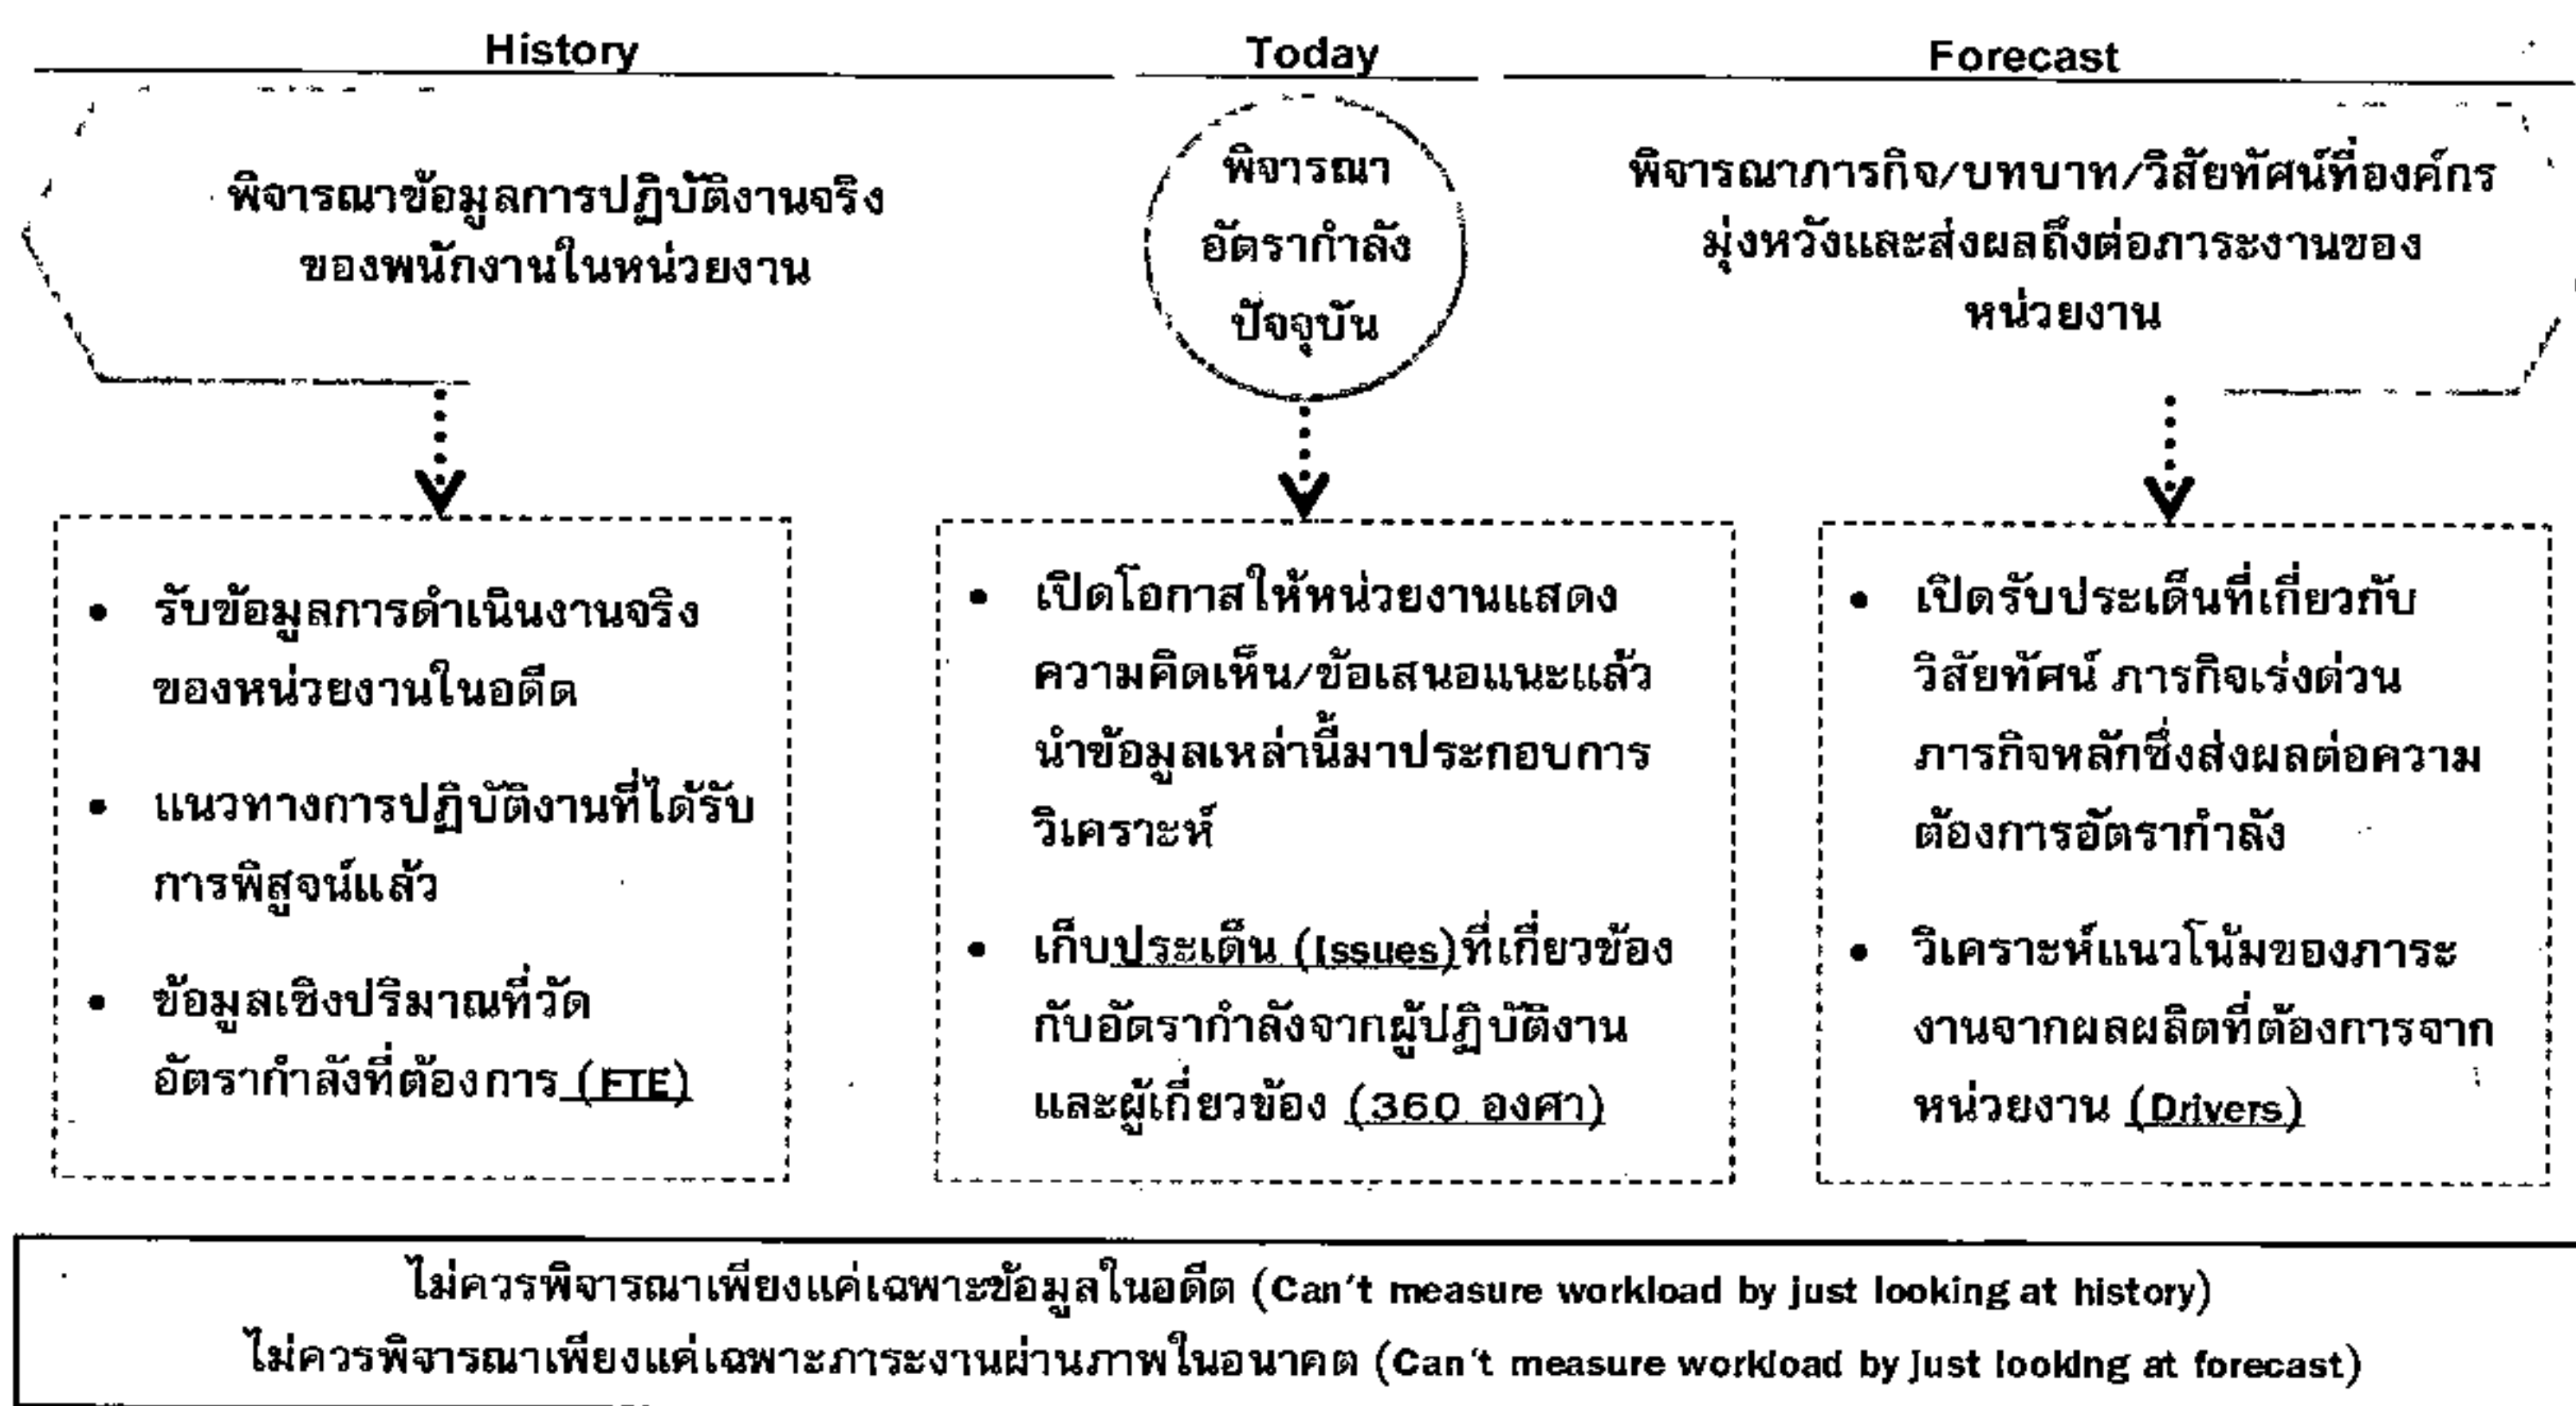 History
Today
Forecast
พิจารณาข้อมูลการปฏิบัติงานจริง
ของพนักงานในหน่วยงาน
พิจารณา
อัตรากำลัง
ปัจจุบัน
พิจารณาภารกิจ/บทบาท/วิสัยทัศน์ที่องค์กร
มุ่งหวังและส่งผลถึงต่อภาระงานของ
หน่วยงาน
• รับข้อมูลการดำเนินงานจริง
ของหน่วยงานในอดีต
• แนวทางการปฏิบัติงานที่ได้รับ
การพิสูจน์แล้ว
• ข้อมูลเชิงปริมาณที่วัด
อัตรากำลังที่ต้องการ (FTE)
• เปิดโอกาสให้หน่วยงานแสดง
ความคิดเห็น/ข้อเสนอแนะแล้ว
นำข้อมูลเหล่านี้มาประกอบการ
วิเคราะห์
• เก็บประเด็น (Issues)ที่เกี่ยวข้อง
กับอัตรากำลังจากผู้ปฏิบัติงาน
และผู้เกี่ยวข้อง (360 องศา)
• เปิดรับประเด็นที่เกี่ยวกับ
วิสัยทัศน์ ภารกิจเร่งด่วน
ภารกิจหลักซึ่งส่งผลต่อความ
ต้องการอัตรากำลัง
• วิเคราะห์แนวโน้มของภาระ
งานจากผลผลิตที่ต้องการจาก
หน่วยงาน (Drivers)
ไม่ควรพิจารณาเพียงแค่เฉพาะข้อมูลในอดีต (Can't measure workload by just looking at history)
ไม่ควรพิจารณาเพียงแค่เฉพาะภาระงานผ่านภาพในอนาคต (Can't measure workload by just looking at forecast)